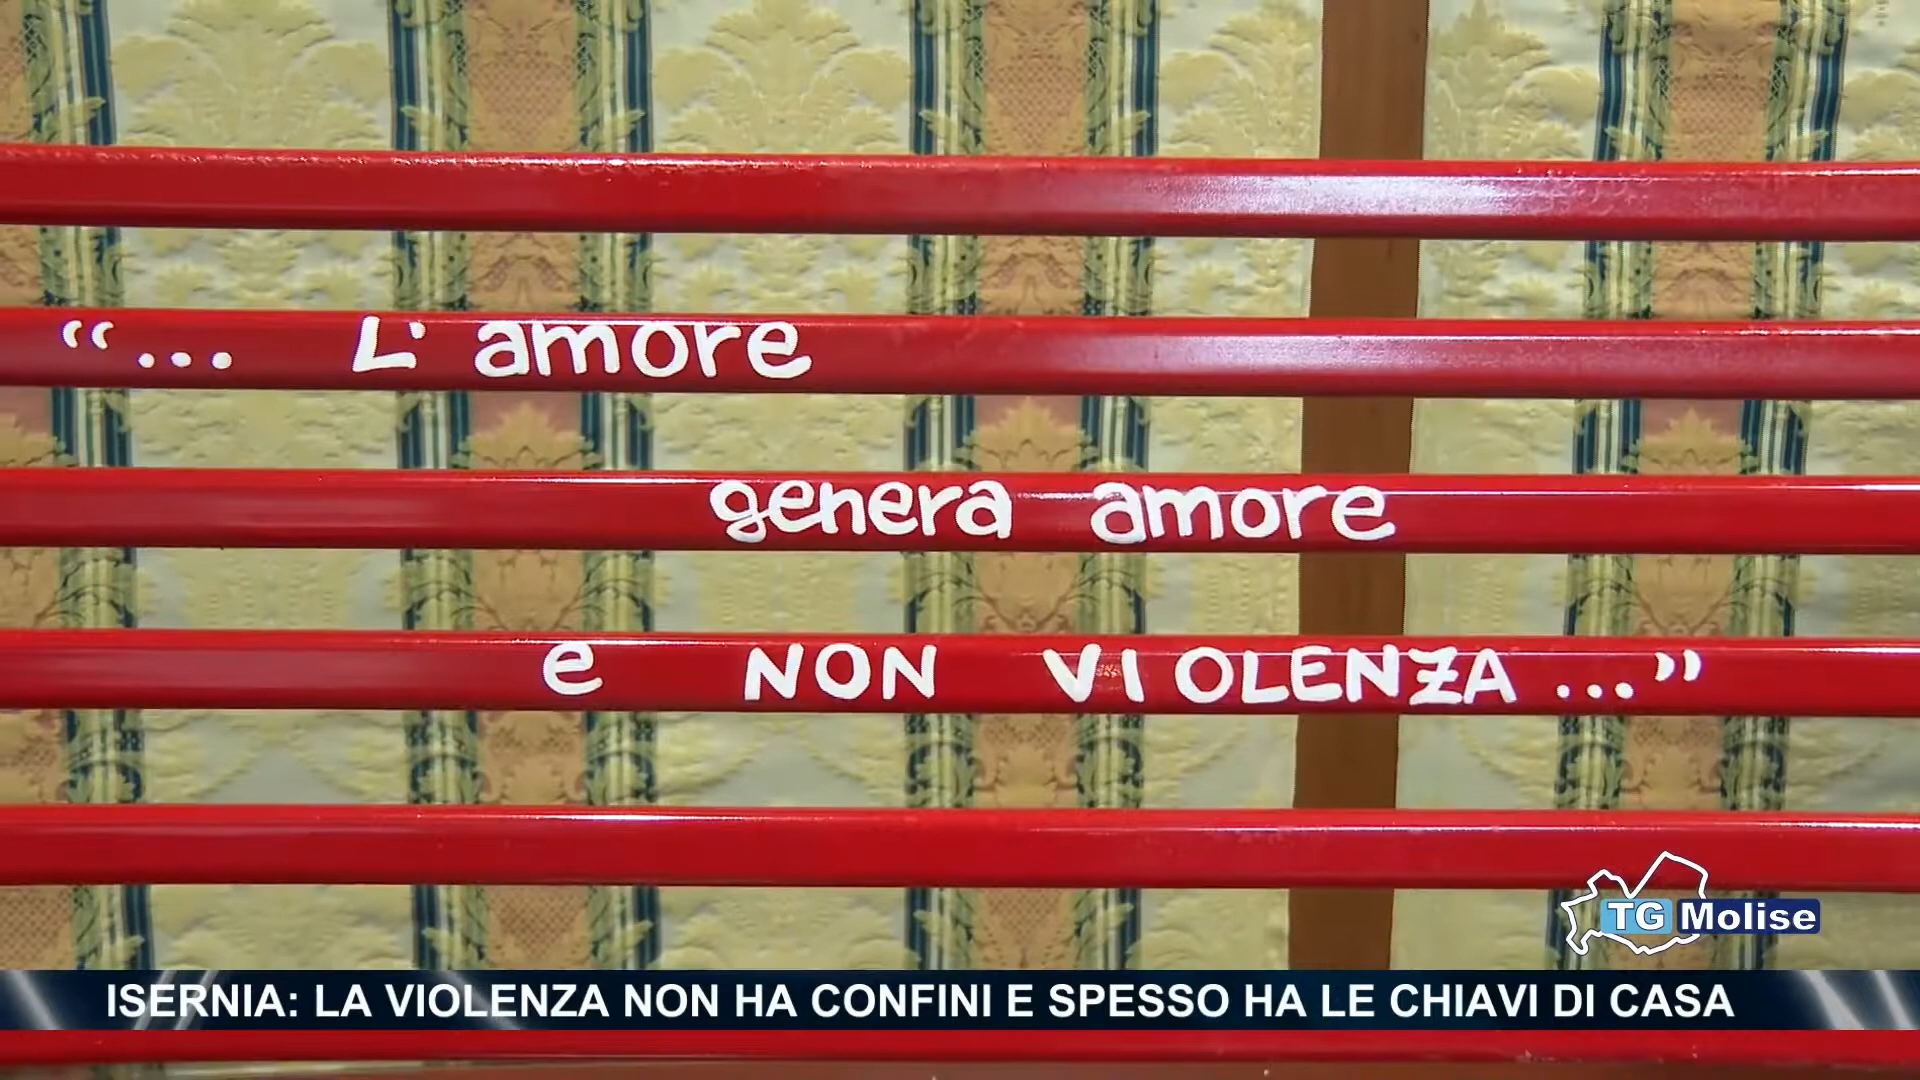 “... L' amore
genera amore
e NON VIOLENZA ...”
TG Molise
ISERNIA: LA VIOLENZA NON HA CONFINI E SPESSO HA LE CHIAVI DI CASA